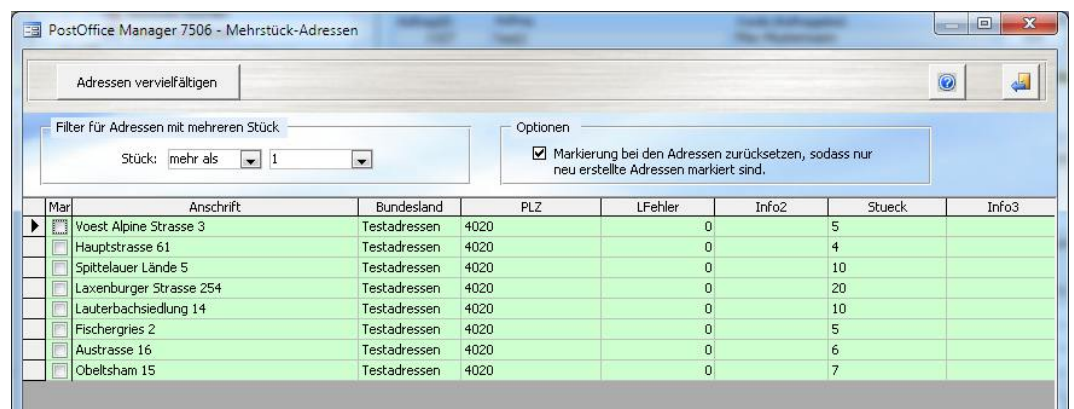 PostOffice Manager 7506 - Mehrstück-Adressen
Adressen vervielfältigen
Filter für Adressen mit mehreren Stück
Stück: mehr als 1
Optionen
Markierung bei den Adressen zurücksetzen, sodass nur
neu erstellte Adressen markiert sind.
Mar Anschrift Bundesland PLZ LFehler Info2 Stueck Info3
Voest Alpine Strasse 3 Testadressen 4020 0 5
Hauptstrasse 61 Testadressen 4020 0 4
Spittelauer Lände 5 Testadressen 4020 0 10
Laxenburger Strasse 254 Testadressen 4020 0 20
Lauterbachsiedlung 14 Testadressen 4020 0 10
Fischergries 2 Testadressen 4020 0 5
Austrasse 16 Testadressen 4020 0 6
Obeltsham 15 Testadressen 4020 0 7